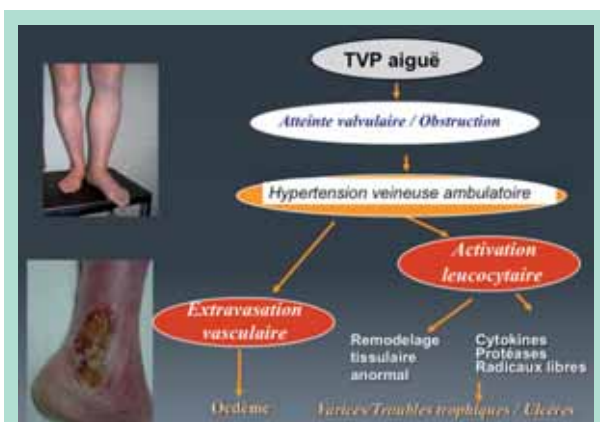 TVP aiguë
Atteinte valvulaire / Obstruction
Hypertension veineuse ambulatoire
Activation
leucocytaire
Extravasation
vasculaire
Remodelage
tissulaire
anormal
Cytokines
Protéases
Radicaux libres
Oedème
Varices/Troubles trophiques / Ulcères